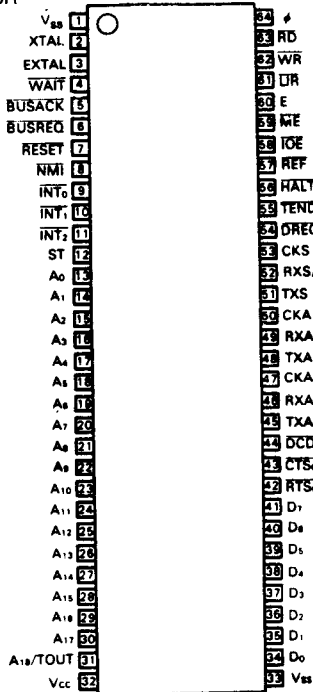 Vss 1
XTAL 2
EXTAL 3
WAIT 4
BUSACK 5
BUSREQ 6
RESET 7
NMI 8
INT₀ 9
INT₁ 10
INT₂ 11
ST 12
A₀ 13
A₁ 14
A₂ 15
A₃ 16
A₄ 17
A₅ 18
A₆ 19
A₇ 20
A₈ 21
A₉ 22
A₁₀ 23
A₁₁ 24
A₁₂ 25
A₁₃ 26
A₁₄ 27
A₁₅ 28
A₁₆ 29
A₁₇ 30
A₁₈/TOUT 31
Vcc 32
64 ϕ
63 RD
62 WR
61 LIR
60 E
59 ME
58 IOE
57 REF
56 HALT
55 TEND
54 DREQ
53 CKS
52 RXS
51 TXS
50 CKA
49 RXA
48 TXA
47 CKA
46 RXA
45 TXA
44 DCD
43 CTS
42 RTS
41 D₇
40 D₆
39 D₅
38 D₄
37 D₃
36 D₂
35 D₁
34 D₀
33 Vss